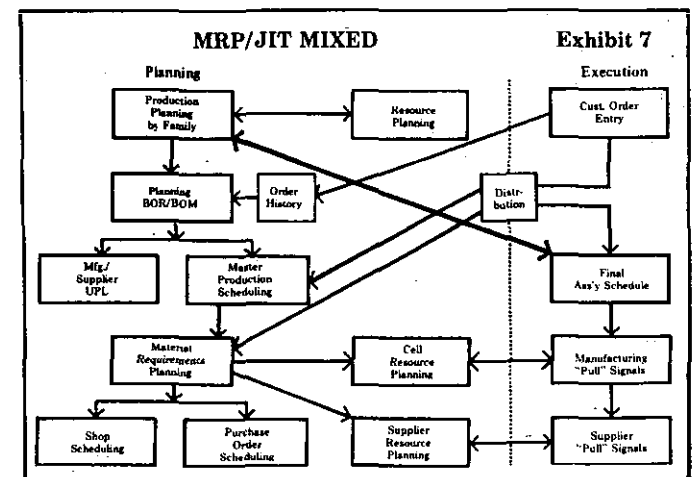 MRP/JIT MIXED
Exhibit 7
Planning
Execution
Production
Planning
by Family
Resource
Planning
Cust. Order
Entry
Planning
BOR/BOM
Order
History
Distr-
bution
Mfg./
Supplier
UPL
Master
Production
Scheduling
Final
Ass'y Schedule
Material
Requirements
Planning
Cell
Resource
Planning
Manufacturing
"Pull" Signals
Shop
Scheduling
Purchase
Order
Scheduling
Supplier
Resource
Planning
Supplier
"Pull" Signals